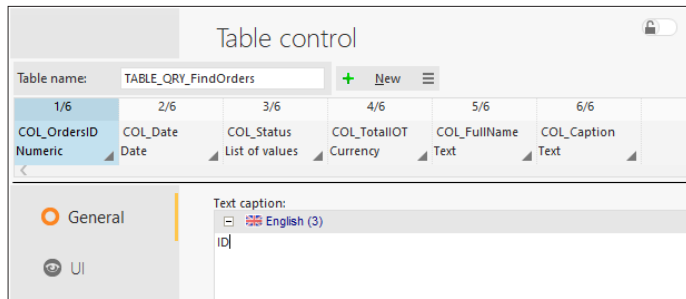 Table control
Table name: TABLE_QRY_FindOrders New
1/6 2/6 3/6 4/6 5/6 6/6
COL_OrdersID COL_Date COL_Status COL_TotalIOT COL_FullName COL_Caption
Numeric Date List of values Currency Text Text
Text caption:
General
English (3)
ID
UI